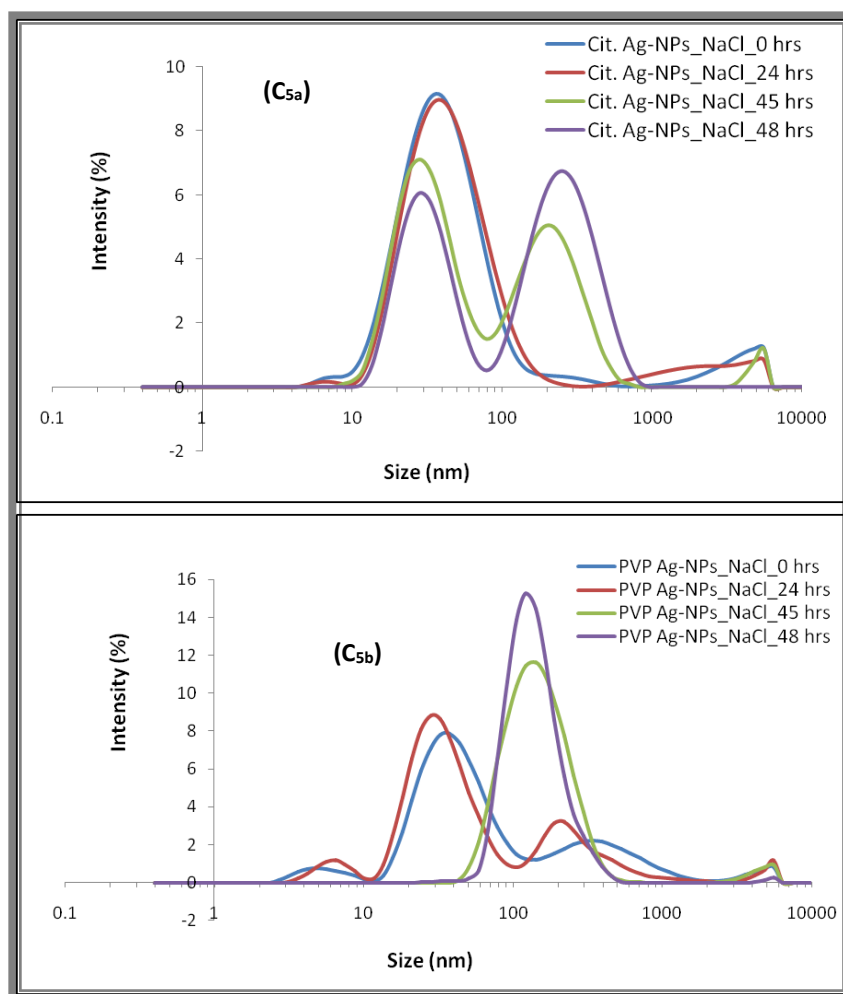 Cit. Ag-NPs_NaCl_0 hrs
Cit. Ag-NPs_NaCl_24 hrs
Cit. Ag-NPs_NaCl_45 hrs
Cit. Ag-NPs_NaCl_48 hrs
(C5a)
Intensity (%)
10
8
6
4
2
0
-2
0.1 1 10 100 1000 10000
Size (nm)
PVP Ag-NPs_NaCl_0 hrs
PVP Ag-NPs_NaCl_24 hrs
PVP Ag-NPs_NaCl_45 hrs
PVP Ag-NPs_NaCl_48 hrs
(C5b)
Intensity (%)
16
14
12
10
8
6
4
2
0
-2
0.1 1 10 100 1000 10000
Size (nm)